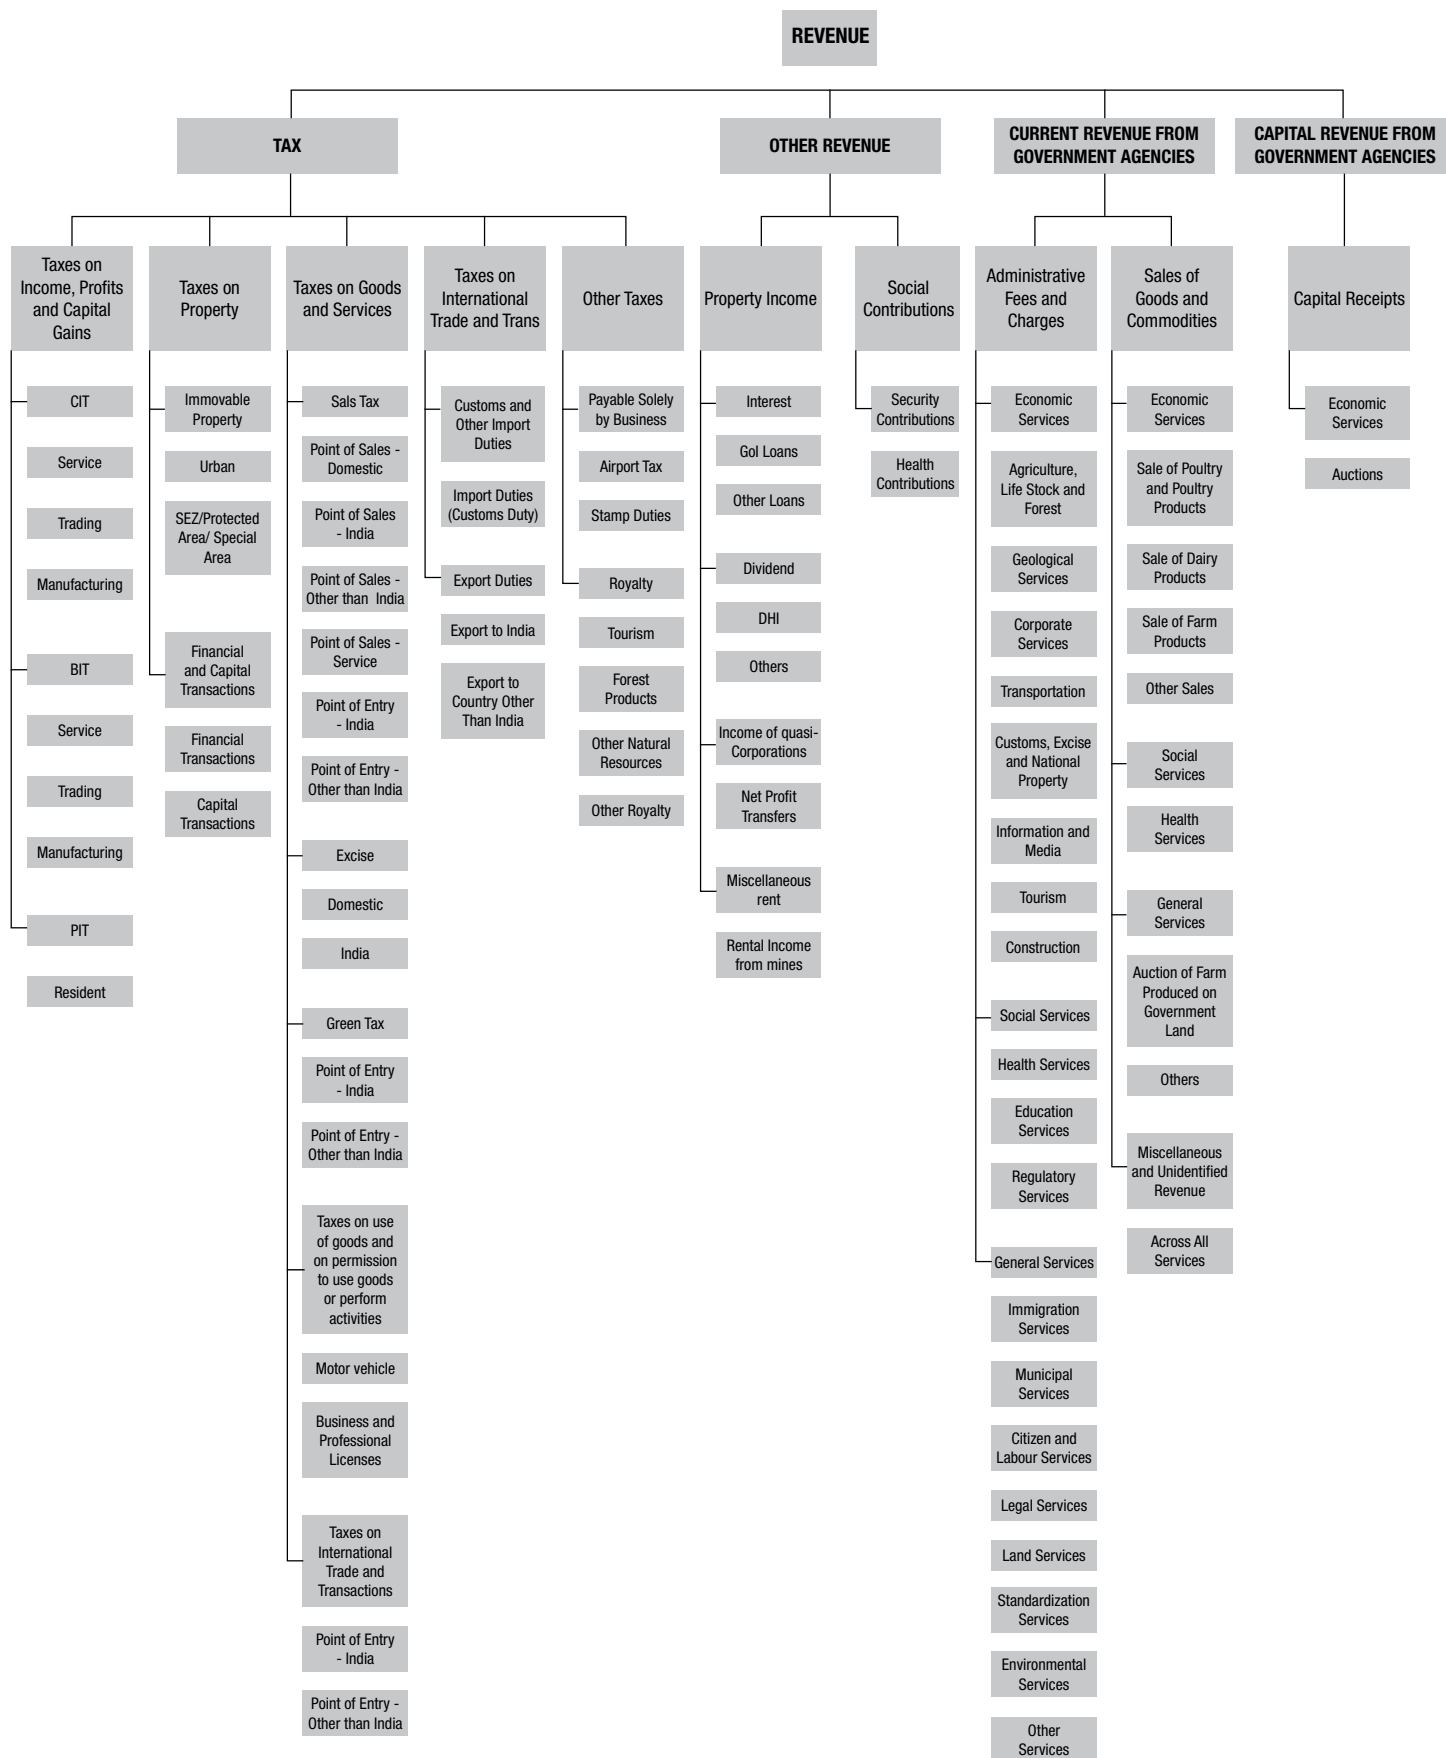 REVENUE
TAX
OTHER REVENUE
CURRENT REVENUE FROM
GOVERNMENT AGENCIES
CAPITAL REVENUE FROM
GOVERNMENT AGENCIES
Taxes on
Income, Profits
and Capital
Gains
Taxes on
Property
Taxes on Goods
and Services
Taxes on
International
Trade and Trans
Other Taxes
Property Income
Social
Contributions
Administrative
Fees and
Charges
Sales of
Goods and
Commodities
Capital Receipts
CIT
Service
Trading
Manufacturing
BIT
Service
Trading
Manufacturing
PIT
Resident
Immovable
Property
Urban
SEZ/Protected
Area/ Special
Area
Financial
and Capital
Transactions
Financial
Transactions
Capital
Transactions
Sals Tax
Point of Sales -
Domestic
Point of Sales
- India
Point of Sales -
Other than India
Point of Sales -
Service
Point of Entry
- India
Point of Entry -
Other than India
Excise
Domestic
India
Green Tax
Point of Entry
- India
Point of Entry -
Other than India
Taxes on use
of goods and
on permission
to use goods
or perform
activities
Motor vehicle
Business and
Professional
Licenses
Taxes on
International
Trade and
Transactions
Point of Entry
- India
Point of Entry -
Other than India
Customs and
Other Import
Duties
Import Duties
(Customs Duty)
Export Duties
Export to India
Export to
Country Other
Than India
Payable Solely
by Business
Airport Tax
Stamp Duties
Royalty
Tourism
Forest
Products
Other Natural
Resources
Other Royalty
Interest
GoI Loans
Other Loans
Dividend
DHI
Others
Income of quasi-
Corporations
Net Profit
Transfers
Miscellaneous
rent
Rental Income
from mines
Security
Contributions
Health
Contributions
Economic
Services
Agriculture,
Life Stock and
Forest
Geological
Services
Corporate
Services
Transportation
Customs, Excise
and National
Property
Information and
Media
Tourism
Construction
Social Services
Health Services
Education
Services
Regulatory
Services
General Services
Immigration
Services
Municipal
Services
Citizen and
Labour Services
Legal Services
Land Services
Standardization
Services
Environmental
Services
Other
Services
Economic
Services
Sale of Poultry
and Poultry
Products
Sale of Dairy
Products
Sale of Farm
Products
Other Sales
Social
Services
Health
Services
General
Services
Auction of Farm
Produced on
Government
Land
Others
Miscellaneous
and Unidentified
Revenue
Across All
Services
Economic
Services
Auctions